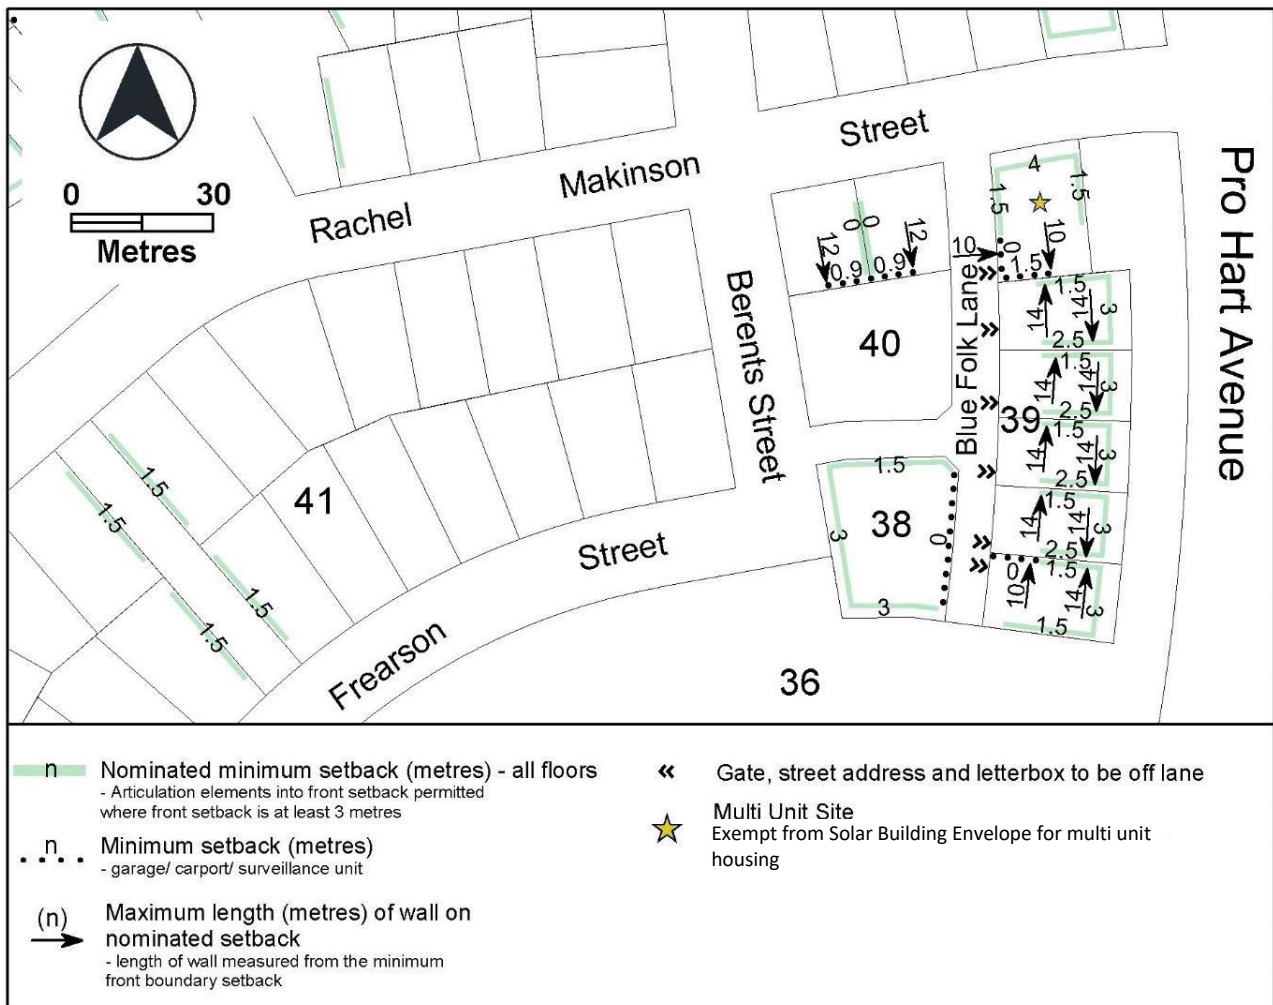 0 30
Metres
Rachel Makinson Street
Pro Hart Avenue
Berents Street
Blue Folk Lane
Frearson Street
4
1.5
1.5
0
10
10
1.5
0
0
12
12
0.9
0.9
40
1.5
3
14
14
2.5
1.5
3
14
14
2.5
39
1.5
3
14
14
2.5
1.5
3
14
14
2.5
0
1.5
10
14
3
1.5
1.5
38
3
0
3
41
1.5
1.5
1.5
1.5
36
n Nominated minimum setback (metres) - all floors
- Articulation elements into front setback permitted
where front setback is at least 3 metres
n Minimum setback (metres)
- garage/ carport/ surveillance unit
(n) Maximum length (metres) of wall on
nominated setback
- length of wall measured from the minimum
front boundary setback
« Gate, street address and letterbox to be off lane
Multi Unit Site
Exempt from Solar Building Envelope for multi unit
housing